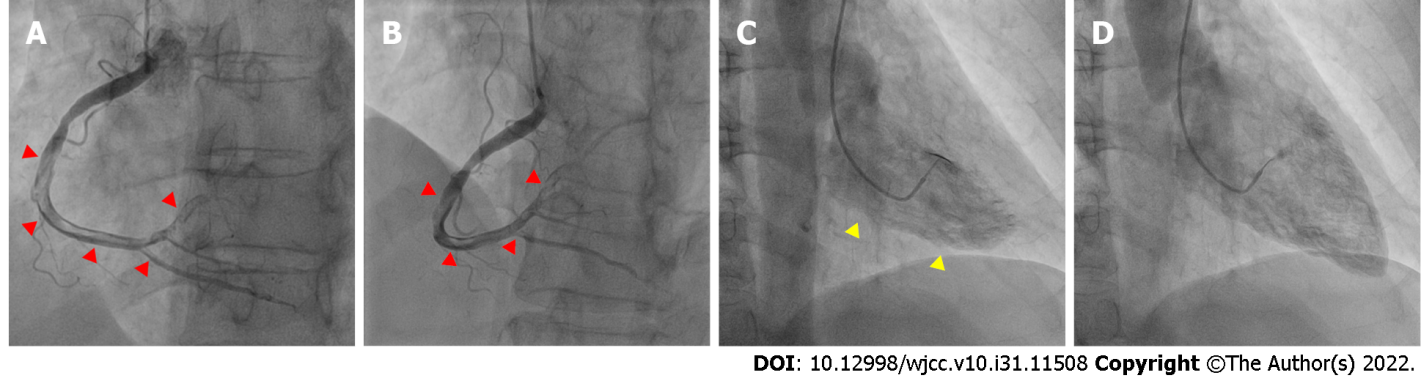 A
B
C
D
DOI: 10.12998/wjcc.v10.i31.11508 Copyright ©The Author(s) 2022.